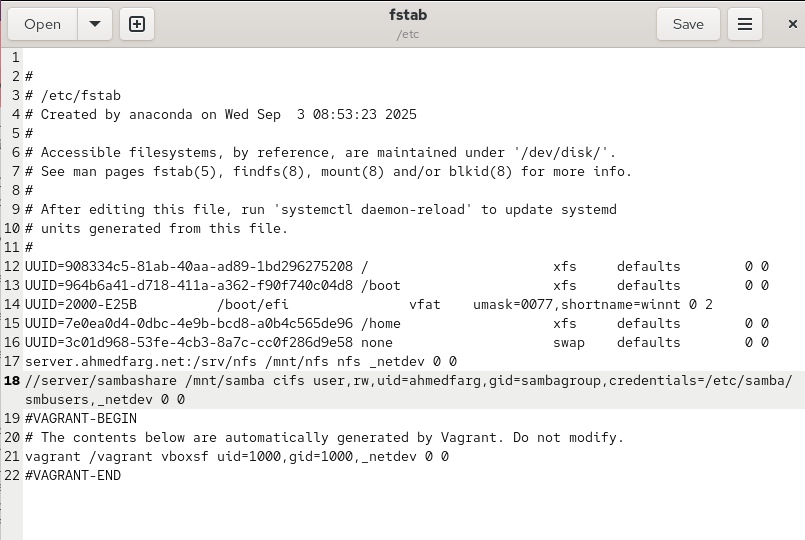 Open
fstab
/etc
Save
1
2 #
3 # /etc/fstab
4 # Created by anaconda on Wed Sep  3 08:53:23 2025
5 #
6 # Accessible filesystems, by reference, are maintained under '/dev/disk/'.
7 # See man pages fstab(5), findfs(8), mount(8) and/or blkid(8) for more info.
8 #
9 # After editing this file, run 'systemctl daemon-reload' to update systemd
10 # units generated from this file.
11 #
12 UUID=908334c5-81ab-40aa-ad89-1bd296275208 /                       xfs     defaults        0 0
13 UUID=964b6a41-d718-411a-a362-f90f740c04d8 /boot                   xfs     defaults        0 0
14 UUID=2000-E25B          /boot/efi               vfat    umask=0077,shortname=winnt 0 2
15 UUID=7e0ea0d4-0dbc-4e9b-bcd8-a0b4c565de96 /home                   xfs     defaults        0 0
16 UUID=3c01d968-53fe-4cb3-8a7c-cc0f286d9e58 none                    swap    defaults        0 0
17 server.ahmedfarg.net:/srv/nfs /mnt/nfs nfs _netdev 0 0
18 //server/sambashare /mnt/samba cifs user,rw,uid=ahmedfarg,gid=sambagroup,credentials=/etc/samba/
smbusers,_netdev 0 0
19 #VAGRANT-BEGIN
20 # The contents below are automatically generated by Vagrant. Do not modify.
21 vagrant /vagrant vboxsf uid=1000,gid=1000,_netdev 0 0
22 #VAGRANT-END